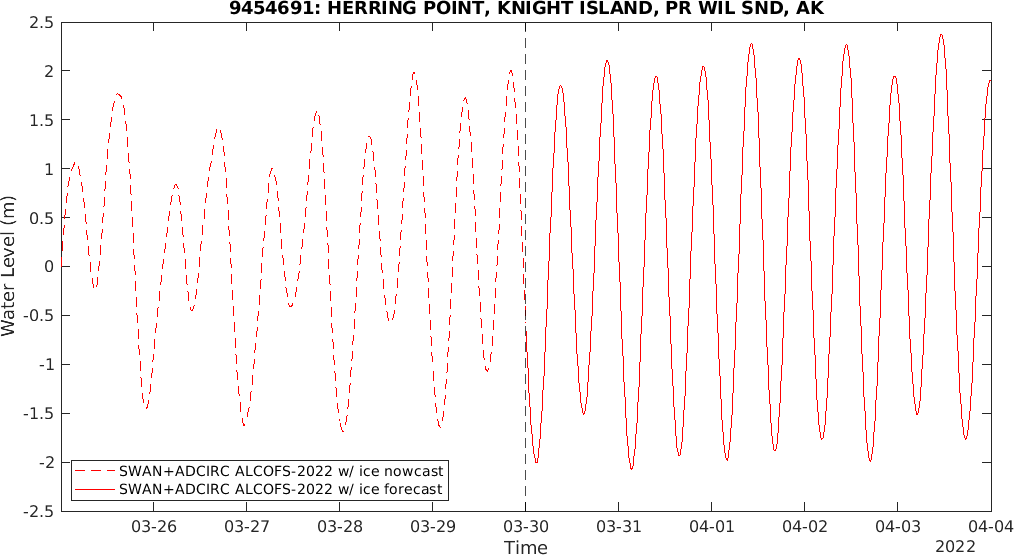 9454691: HERRING POINT, KNIGHT ISLAND, PR WIL SND, AK
2.5
2
1.5
1
0.5
0
-0.5
-1
-1.5
-2
-2.5
Water Level (m)
SWAN+ADCIRC ALCOFS-2022 w/ ice nowcast
SWAN+ADCIRC ALCOFS-2022 w/ ice forecast
03-26 03-27 03-28 03-29 03-30 03-31 04-01 04-02 04-03 04-04
Time
2022